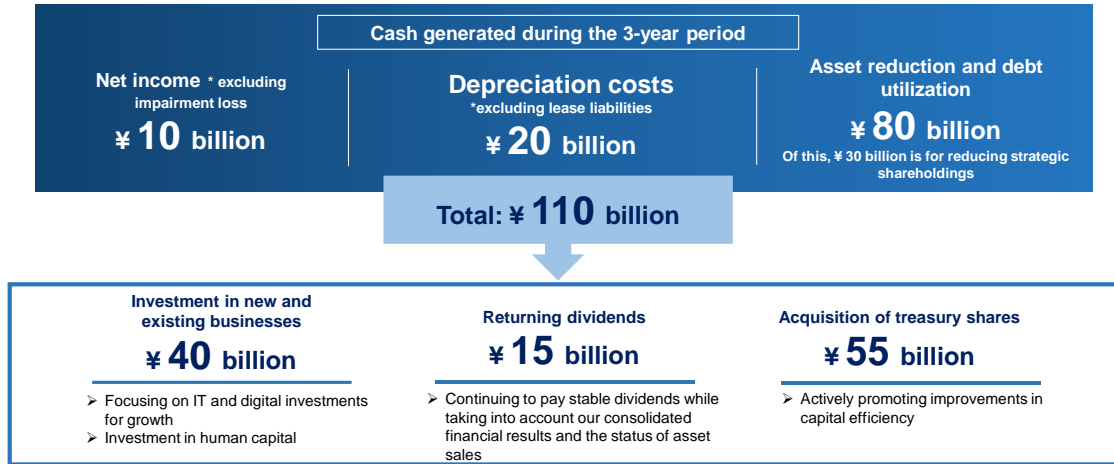 Cash generated during the 3-year period
Net income * excluding
impairment loss
¥ 10 billion
Depreciation costs
*excluding lease liabilities
¥ 20 billion
Asset reduction and debt
utilization
¥ 80 billion
Of this, ¥ 30 billion is for reducing strategic
shareholdings
Total: ¥ 110 billion
Investment in new and
existing businesses
¥ 40 billion
➢ Focusing on IT and digital investments
for growth
➢ Investment in human capital
Returning dividends
¥ 15 billion
➢ Continuing to pay stable dividends while
taking into account our consolidated
financial results and the status of asset
sales
Acquisition of treasury shares
¥ 55 billion
➢ Actively promoting improvements in
capital efficiency